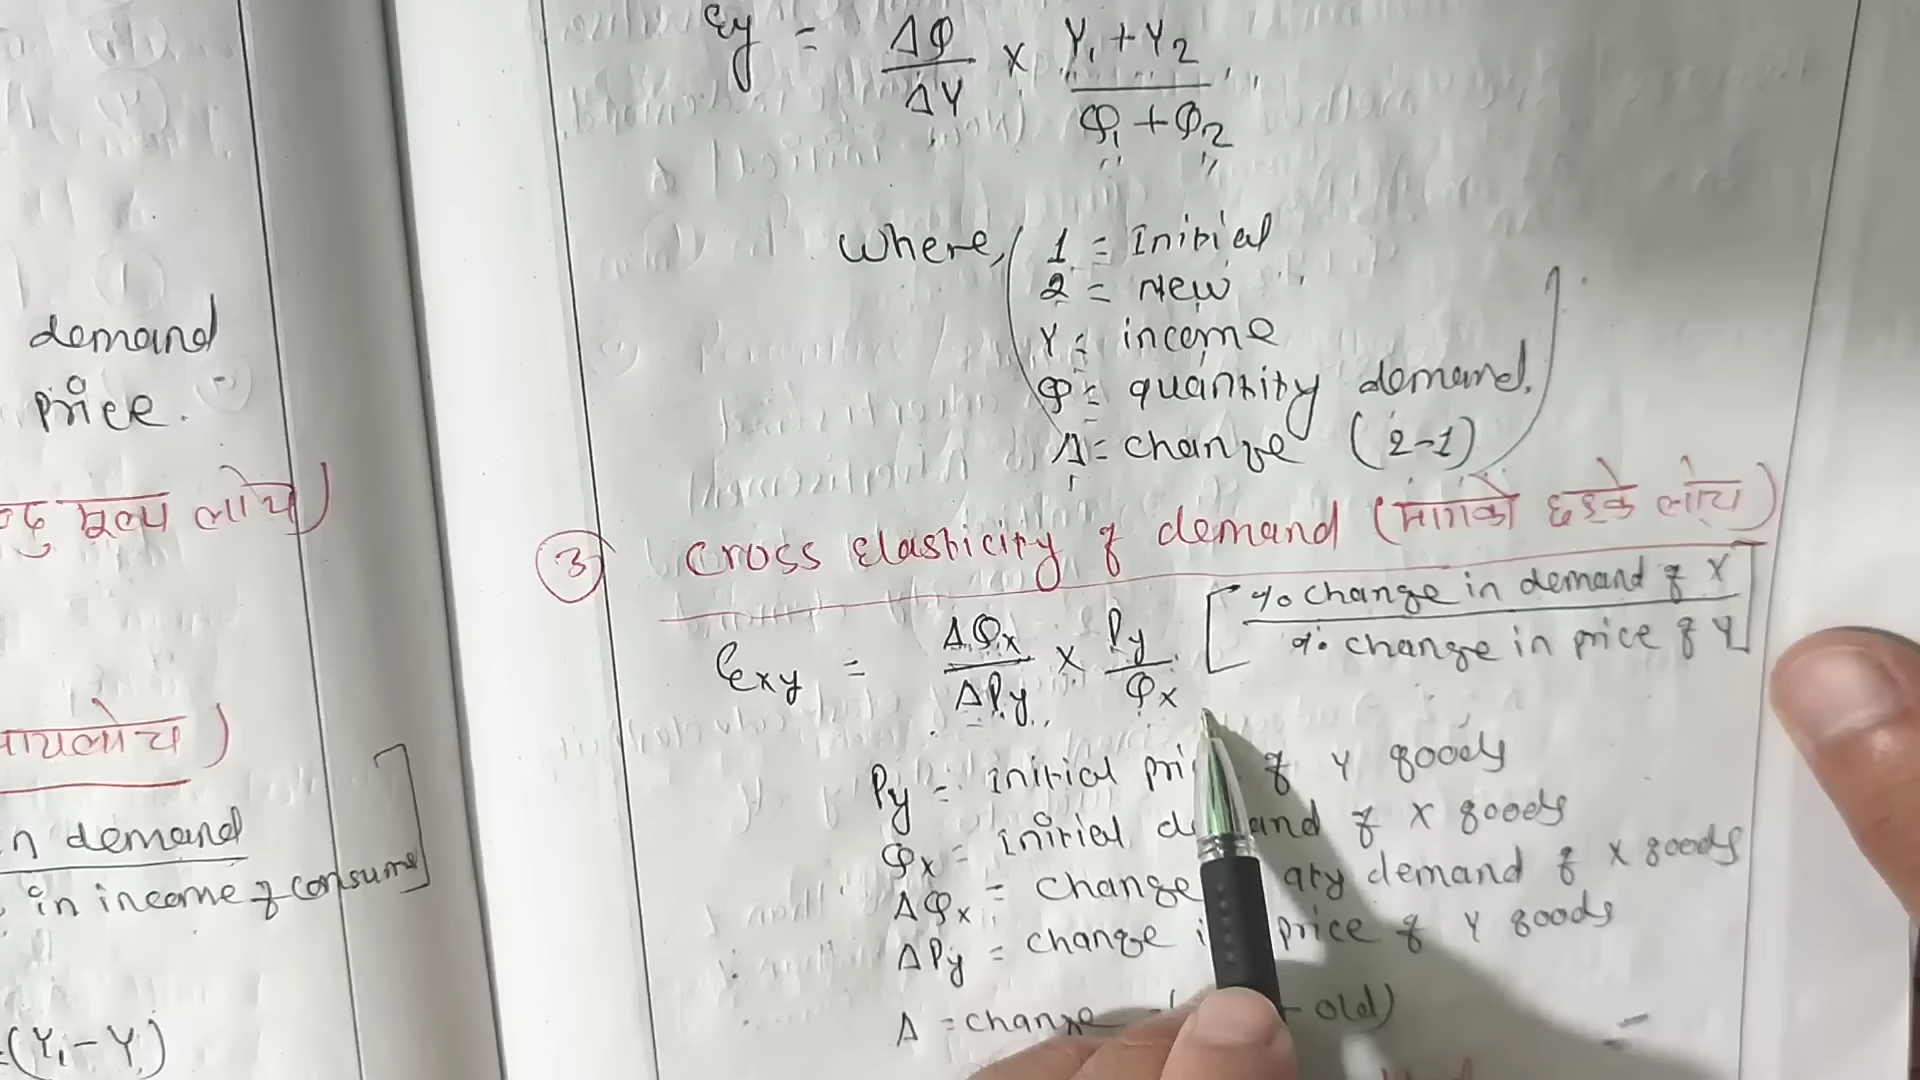 demand
price.
मूल्य लोच)
आयलोच)
n demand
in income of consume
=(Y₁-Y)
Ey = ΔQ/ΔY × Y₁+Y₂/Q₁+Q₂
Where, 1 = Initial
2 = New
Y = income
Q = quantity demand.
Δ = change (2-1)
3 Cross Elasticity of demand (मागको छड्के लोच)
Exy = ΔQx/ΔPy × Py/Qx [% change in demand of X/% change in price of Y]
Py = initial pri of Y goods
Qx = initial d and of X goods
ΔQx = change demand of X goods
ΔPy = change i price of Y goods
Δ = change - old)